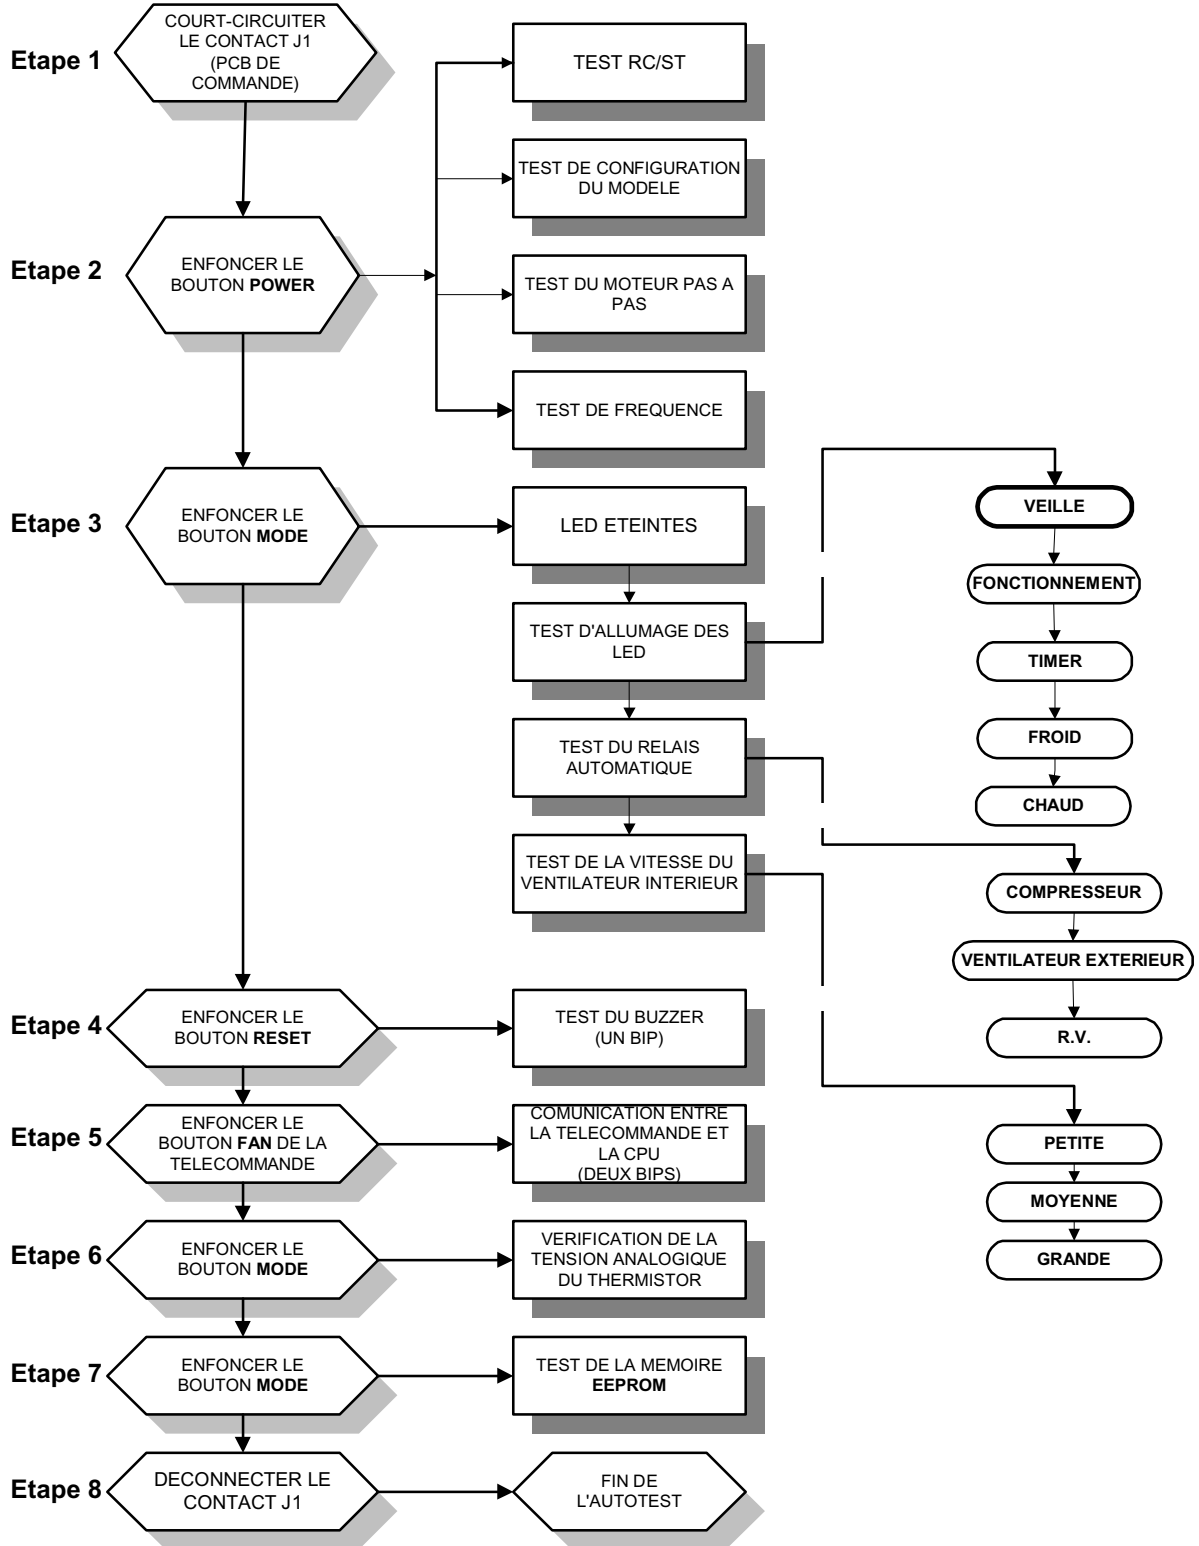 Etape 1
COURT-CIRCUITER
LE CONTACT J1
(PCB DE
COMMANDE)
TEST RC/ST
TEST DE CONFIGURATION
DU MODELE
Etape 2
ENFONCER LE
BOUTON POWER
TEST DU MOTEUR PAS A
PAS
TEST DE FREQUENCE
Etape 3
ENFONCER LE
BOUTON MODE
LED ETEINTES
TEST D'ALLUMAGE DES
LED
TEST DU RELAIS
AUTOMATIQUE
TEST DE LA VITESSE DU
VENTILATEUR INTERIEUR
VEILLE
FONCTIONNEMENT
TIMER
FROID
CHAUD
COMPRESSEUR
VENTILATEUR EXTERIEUR
R.V.
PETITE
MOYENNE
GRANDE
Etape 4
ENFONCER LE
BOUTON RESET
TEST DU BUZZER
(UN BIP)
Etape 5
ENFONCER LE
BOUTON FAN DE LA
TELECOMMANDE
COMUNICATION ENTRE
LA TELECOMMANDE ET
LA CPU
(DEUX BIPS)
Etape 6
ENFONCER LE
BOUTON MODE
VERIFICATION DE LA
TENSION ANALOGIQUE
DU THERMISTOR
Etape 7
ENFONCER LE
BOUTON MODE
TEST DE LA MEMOIRE
EEPROM
Etape 8
DECONNECTER LE
CONTACT J1
FIN DE
L'AUTOTEST